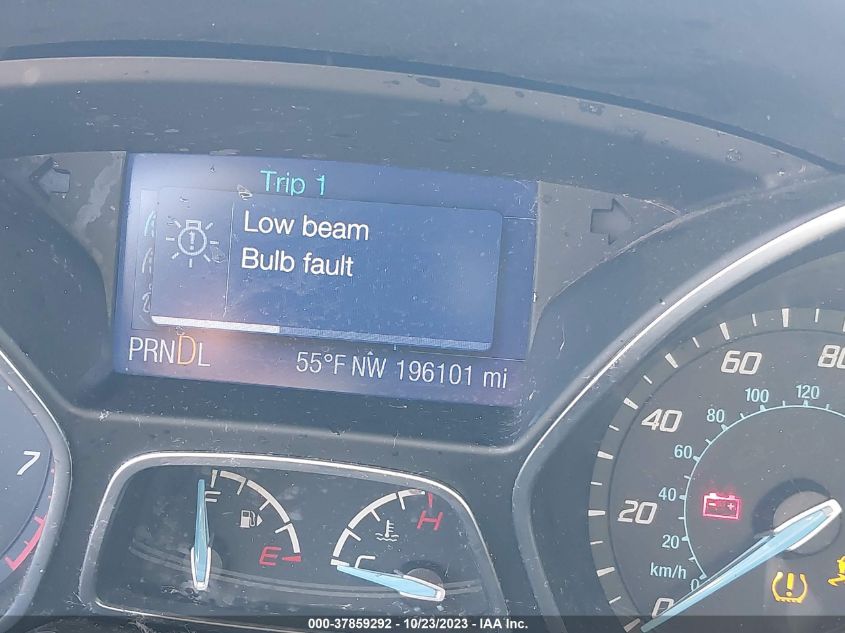 Trip 1
Low beam
Bulb fault
PRNDL 55°F NW 196101 mi
7
F
E
H
C
0
20
40
60
80
km/h
0
20
40
60
80
100
120
000-37859292 - 10/23/2023 - IAA Inc.